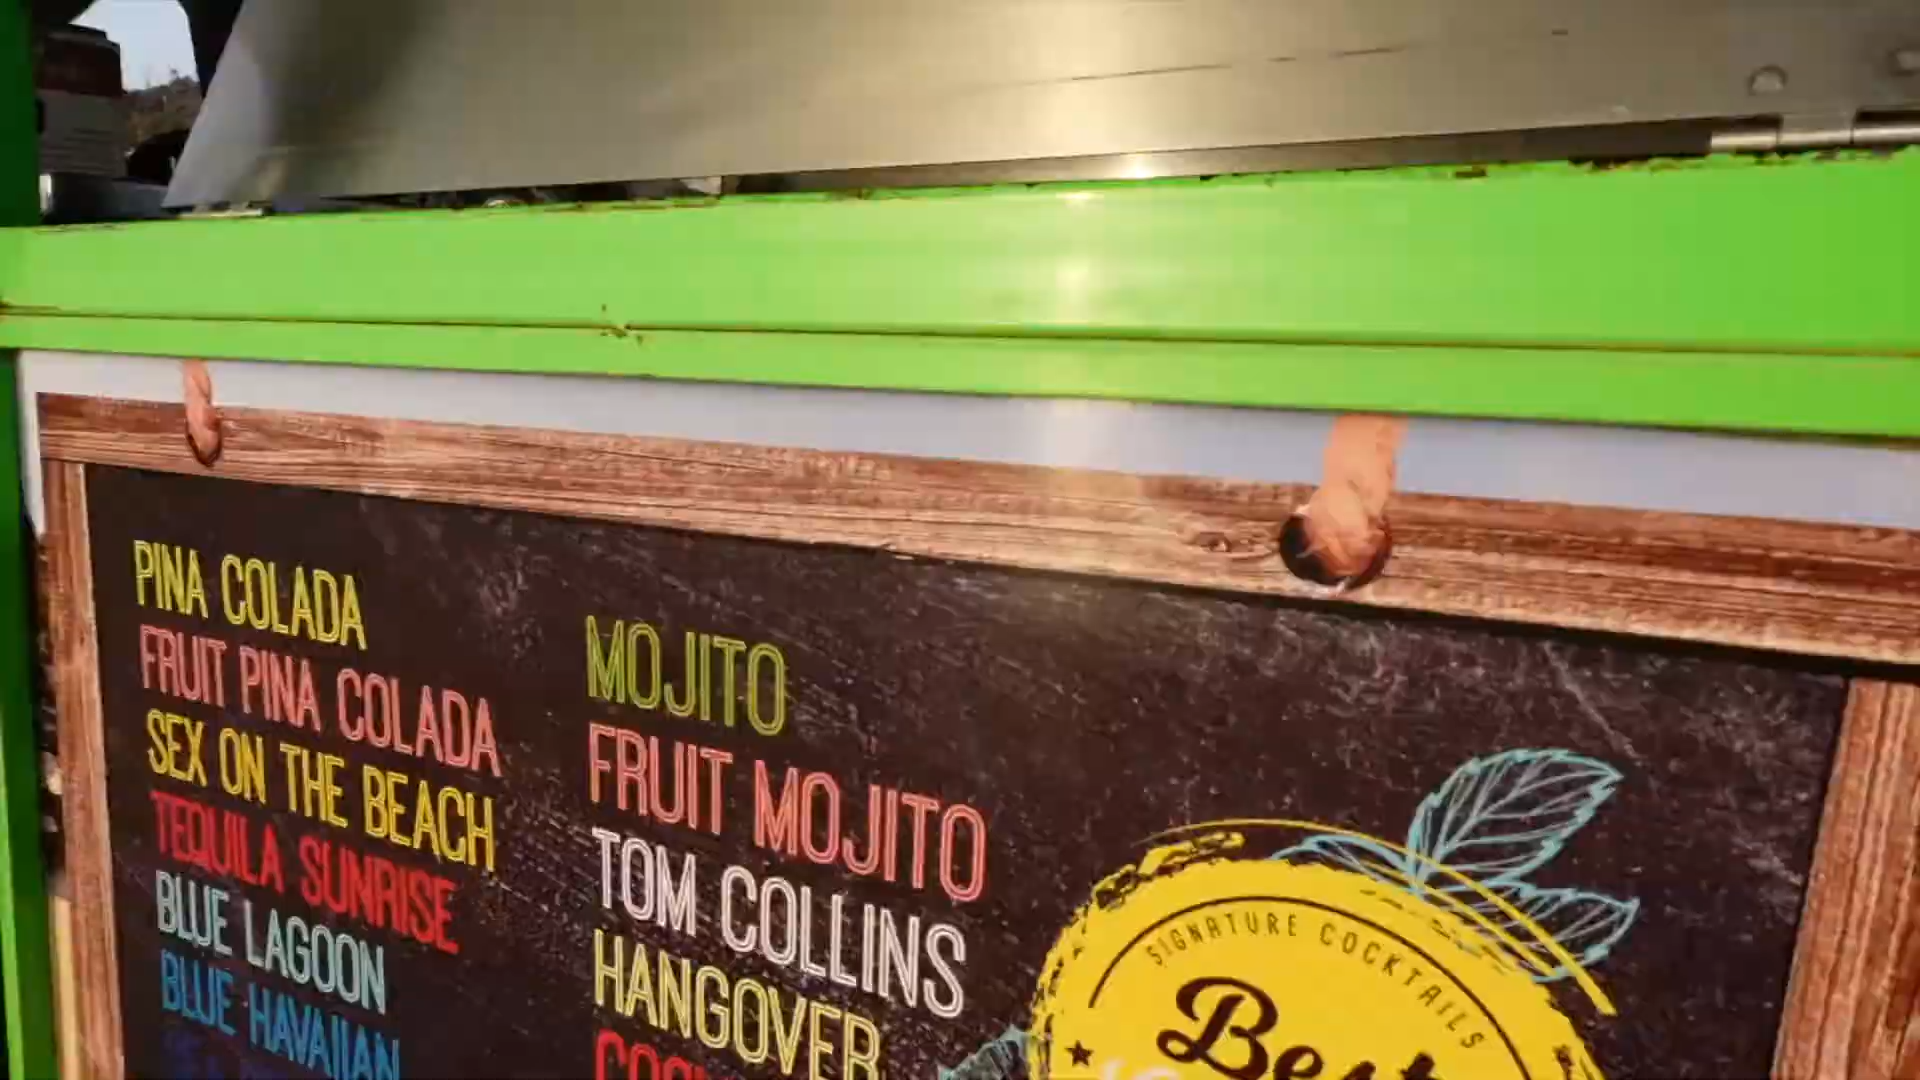 PINA COLADA
FRUIT PINA COLADA
SEX ON THE BEACH
TEQUILA SUNRISE
BLUE LAGOON
BLUE HAVAIIAN
MOJITO
FRUIT MOJITO
TOM COLLINS
HANGOVER
SIGNATURE COCKTAILS
Best